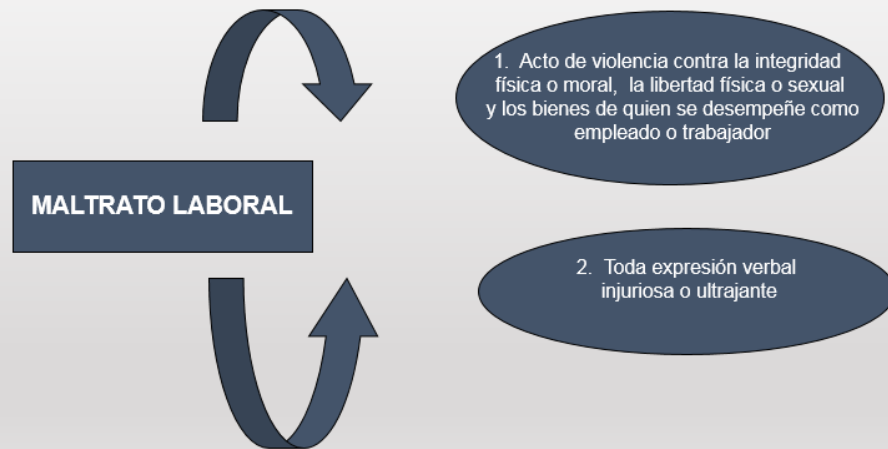 1. Acto de violencia contra la integridad
física o moral, la libertad física o sexual
y los bienes de quien se desempeñe como
empleado o trabajador
MALTRATO LABORAL
2. Toda expresión verbal
injuriosa o ultrajante